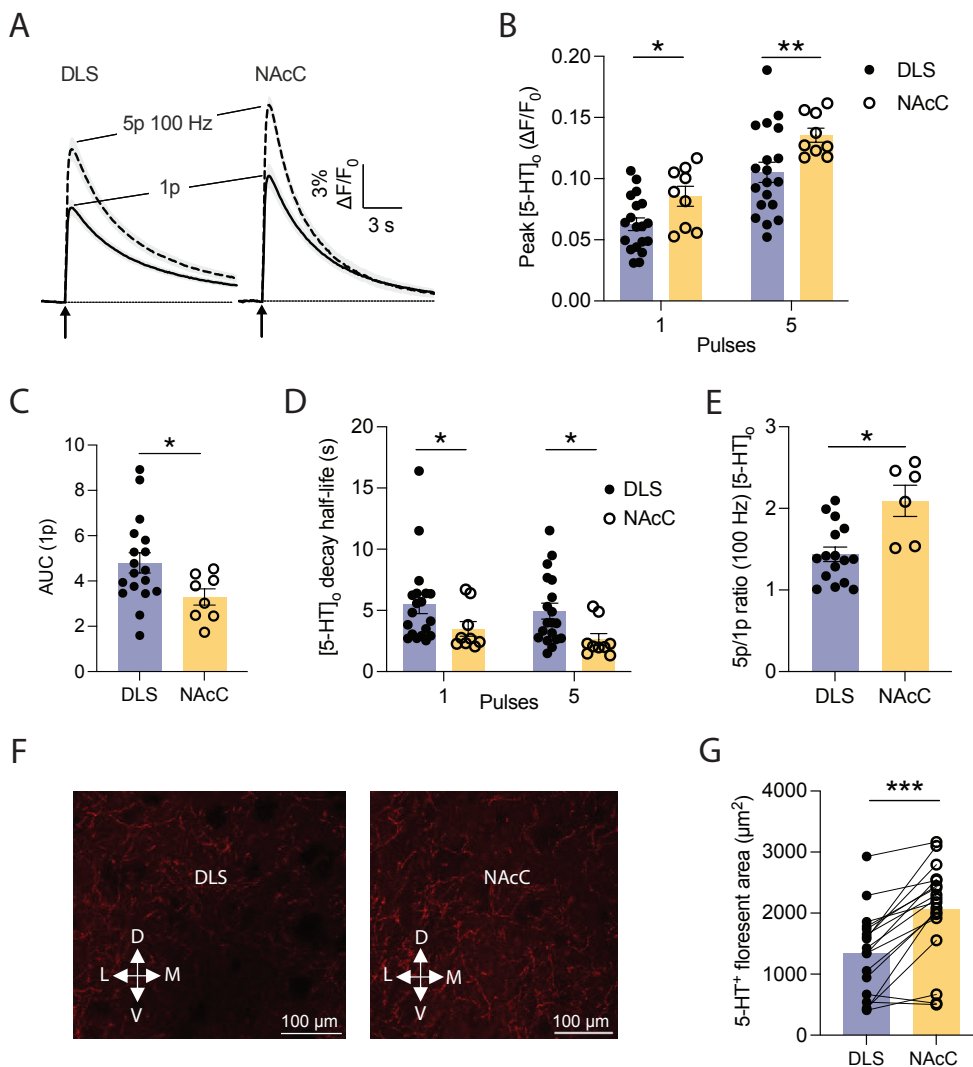 A
DLS
NAcC
5p 100 Hz
1p
3%
ΔF/F0
3 s
B
Peak [5-HT]o (ΔF/F0)
0.20
0.15
0.10
0.05
0.00
*
**
1
5
Pulses
DLS
NAcC
C
AUC (1p)
10
8
6
4
2
0
*
DLS
NAcC
D
[5-HT]o decay half-life (s)
20
15
10
5
0
*
*
DLS
NAcC
1
Pulses
5
E
5p/1p ratio (100 Hz) [5-HT]o
3
2
1
0
*
DLS
NAcC
F
DLS
D
L
M
V
100 µm
NAcC
D
L
M
V
100 µm
G
5-HT+ floresent area (µm2)
4000
3000
2000
1000
0
***
DLS
NAcC